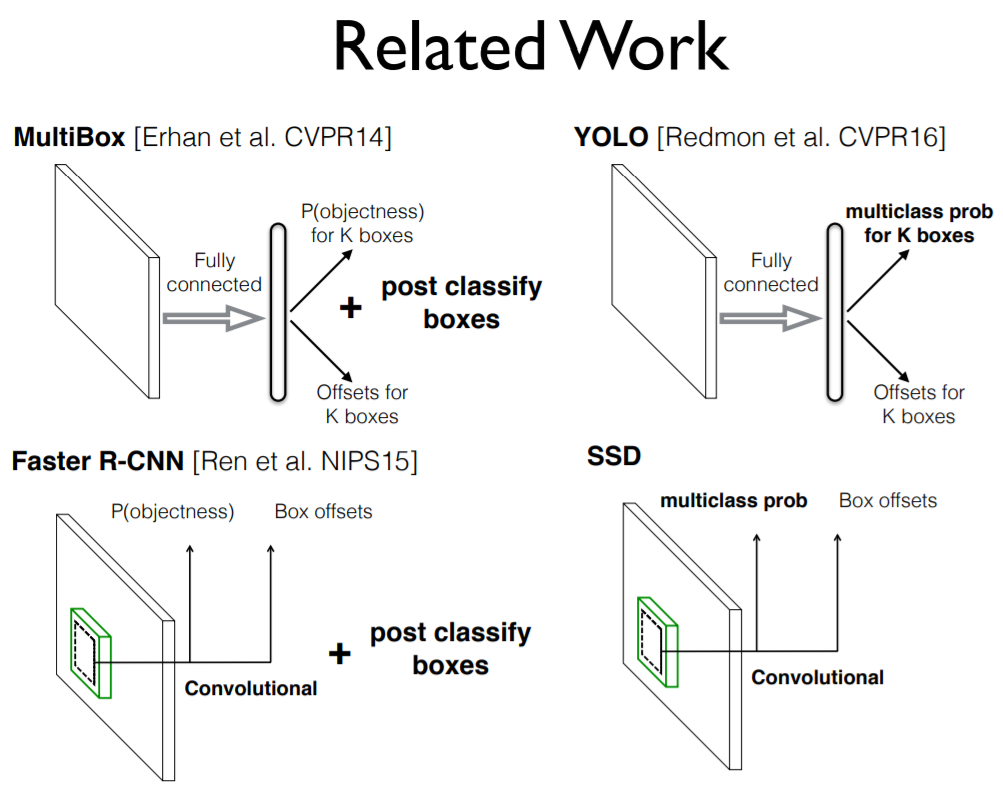 Related Work
MultiBox [Erhan et al. CVPR14]
P(objectness)
for K boxes
Fully
connected
+
post classify
boxes
Offsets for
K boxes
YOLO [Redmon et al. CVPR16]
multiclass prob
for K boxes
Fully
connected
Offsets for
K boxes
Faster R-CNN [Ren et al. NIPS15]
P(objectness) Box offsets
+
post classify
boxes
Convolutional
SSD
multiclass prob Box offsets
Convolutional